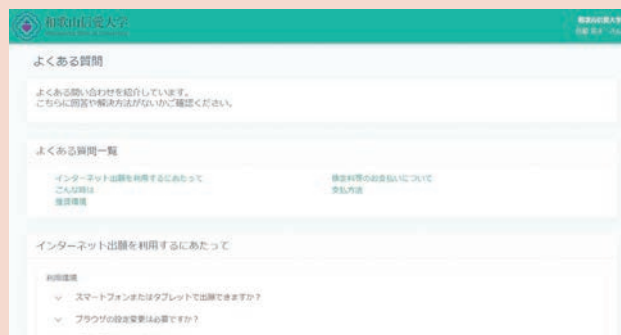 和歌山信愛大学
よくある質問
よくある問い合わせを紹介しています。
こちらに回答や解決方法がないかご確認ください。
よくある質問一覧
インターネット出願を利用するにあたって
こんな時は
推奨環境
検定料等のお支払いについて
支払方法
インターネット出願を利用するにあたって
利用環境
スマートフォンまたはタブレットで出願できますか？
ブラウザの設定変更は必要ですか？